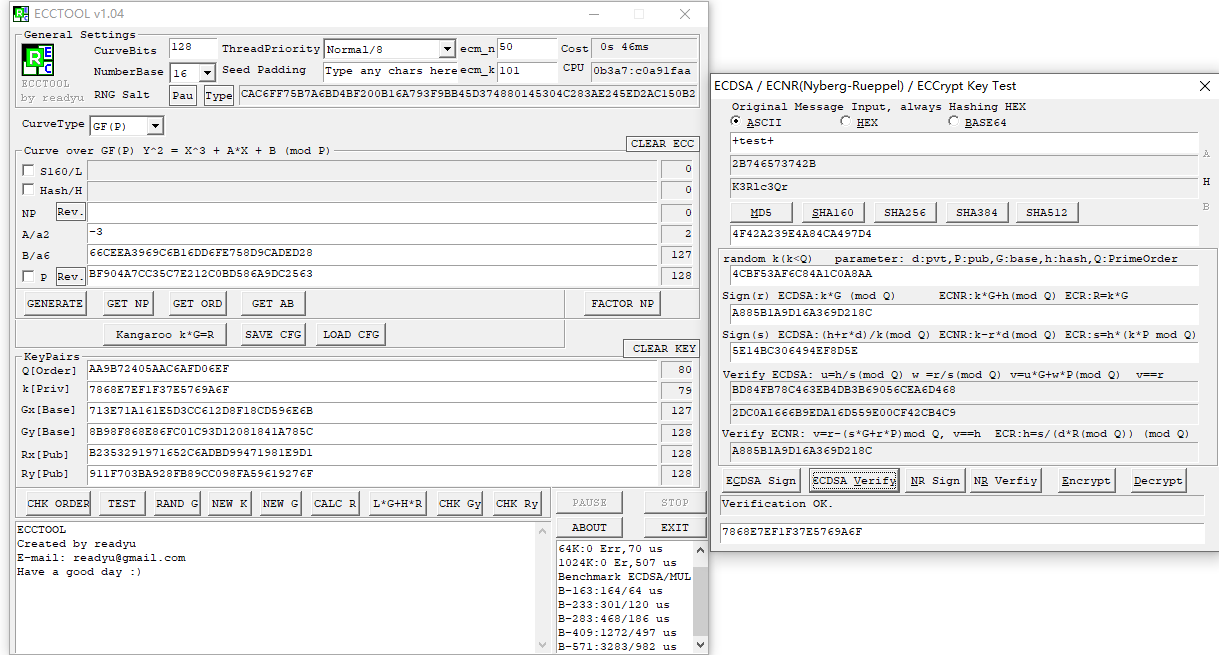 ECCTOOL v1.04
General Settings
ECCTOOL
by readyu
CurveBits 128 ThreadPriority Normal/8 ecm_n 50 Cost 0s 46ms
NumberBase 16 Seed Padding Type any chars here ecm_k 101 CPU 0b3a7:c0a91faa
RNG Salt Pau Type CAC6FF75B7A6BD4BF200B16A793F9BB45D374880145304C283AE245ED2AC150B2
CurveType GF(P)
CLEAR ECC
Curve over GF(P) Y^2 = X^3 + A*X + B (mod P)
S160/L 0
Hash/H 0
NP Rev. 0
A/a2 -3 2
B/a6 66CEEA3969C6B16DD6FE758D9CADED28 127
P Rev. BF904A7CC35C7E212C0BD586A9DC2563 128
GENERATE GET NP GET ORD GET AB FACTOR NP
Kangaroo k*G=R SAVE CFG LOAD CFG
CLEAR KEY
KeyPairs
Q[Order] AA9B72405AAC6AFD06EF 80
k[Priv] 7868E7EF1F37E5769A6F 79
Gx[Base] 713E71A161E5D3CC612D8F18CD596E6B 127
Gy[Base] 8B98F868E86FC01C93D12081841A785C 128
Rx[Pub] B2353291971652C6ADBD99471981E9D1 128
Ry[Pub] 911F703BA928FB89CC098FA59619276F 128
CHK ORDER TEST RAND G NEW K NEW G CALC R L*G+H*R CHK Gy CHK Ry
PAUSE STOP
ABOUT EXIT
ECCTOOL
Created by readyu
E-mail: readyu@gmail.com
Have a good day :)
64K:0 Err,70 us
1024K:0 Er,507 us
Benchmark ECDSA/MUL
B-163:164/64 us
B-233:301/120 us
B-283:468/186 us
B-409:1272/497 us
B-571:3283/982 us
ECDSA / ECNR(Nyberg-Rueppel) / ECCrypt Key Test
Original Message Input, always Hashing HEX
ASCII HEX BASE64
+test+
2B746573742B
K3Rlc3Qr
A
H
B
MD5 SHA160 SHA256 SHA384 SHA512
4F42A239E4A84CA497D4
random k(k<Q) parameter: d:pvt,P:pub,G:base,h:hash,Q:PrimeOrder
4CBF53AF6C84A1C0A8AA
Sign(r) ECDSA:k*G (mod Q) ECNR:k*G+h(mod Q) ECR:R=k*G
A885B1A9D16A369D218C
Sign(s) ECDSA:(h+r*d)/k(mod Q) ECNR:k-r*d(mod Q) ECR:s=h*(k*P mod Q)
5E14BC306494EF8D5E
Verify ECDSA: u=h/s(mod Q) w =r/s(mod Q) v=u*G+w*P(mod Q) v==r
BD84FB78C463EB4DB3B69056CEA6D468
2DC0A1666B9EDA16D559E00CF42CB4C9
Verify ECNR: v=r-(s*G+r*P)mod Q, v==h ECR:h=s/(d*R(mod Q)) (mod Q)
A885B1A9D16A369D218C
ECDSA Sign ECDSA Verify NR Sign NR Verfiy Encrypt Decrypt
Verification OK.
7868E7EF1F37E5769A6F